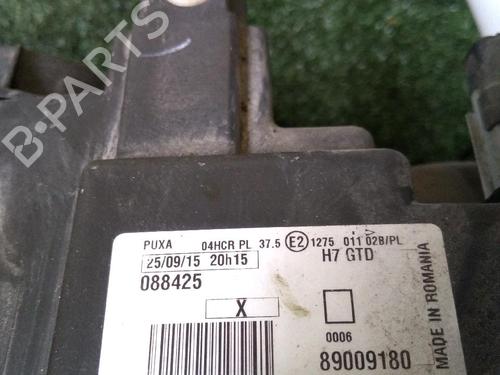 B-PARTS
PUXA 04HCR PL 37.5 E2 1275 011 02B/PL
25/09/15 20h15 H7 GTD
088425
X
0006
89009180
MADE IN ROMANIA